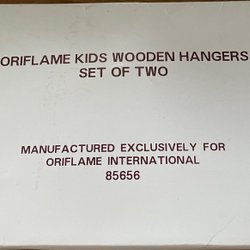 ORIFLAME KIDS WOODEN HANGERS
SET OF TWO
MANUFACTURED EXCLUSIVELY FOR
ORIFLAME INTERNATIONAL
85656